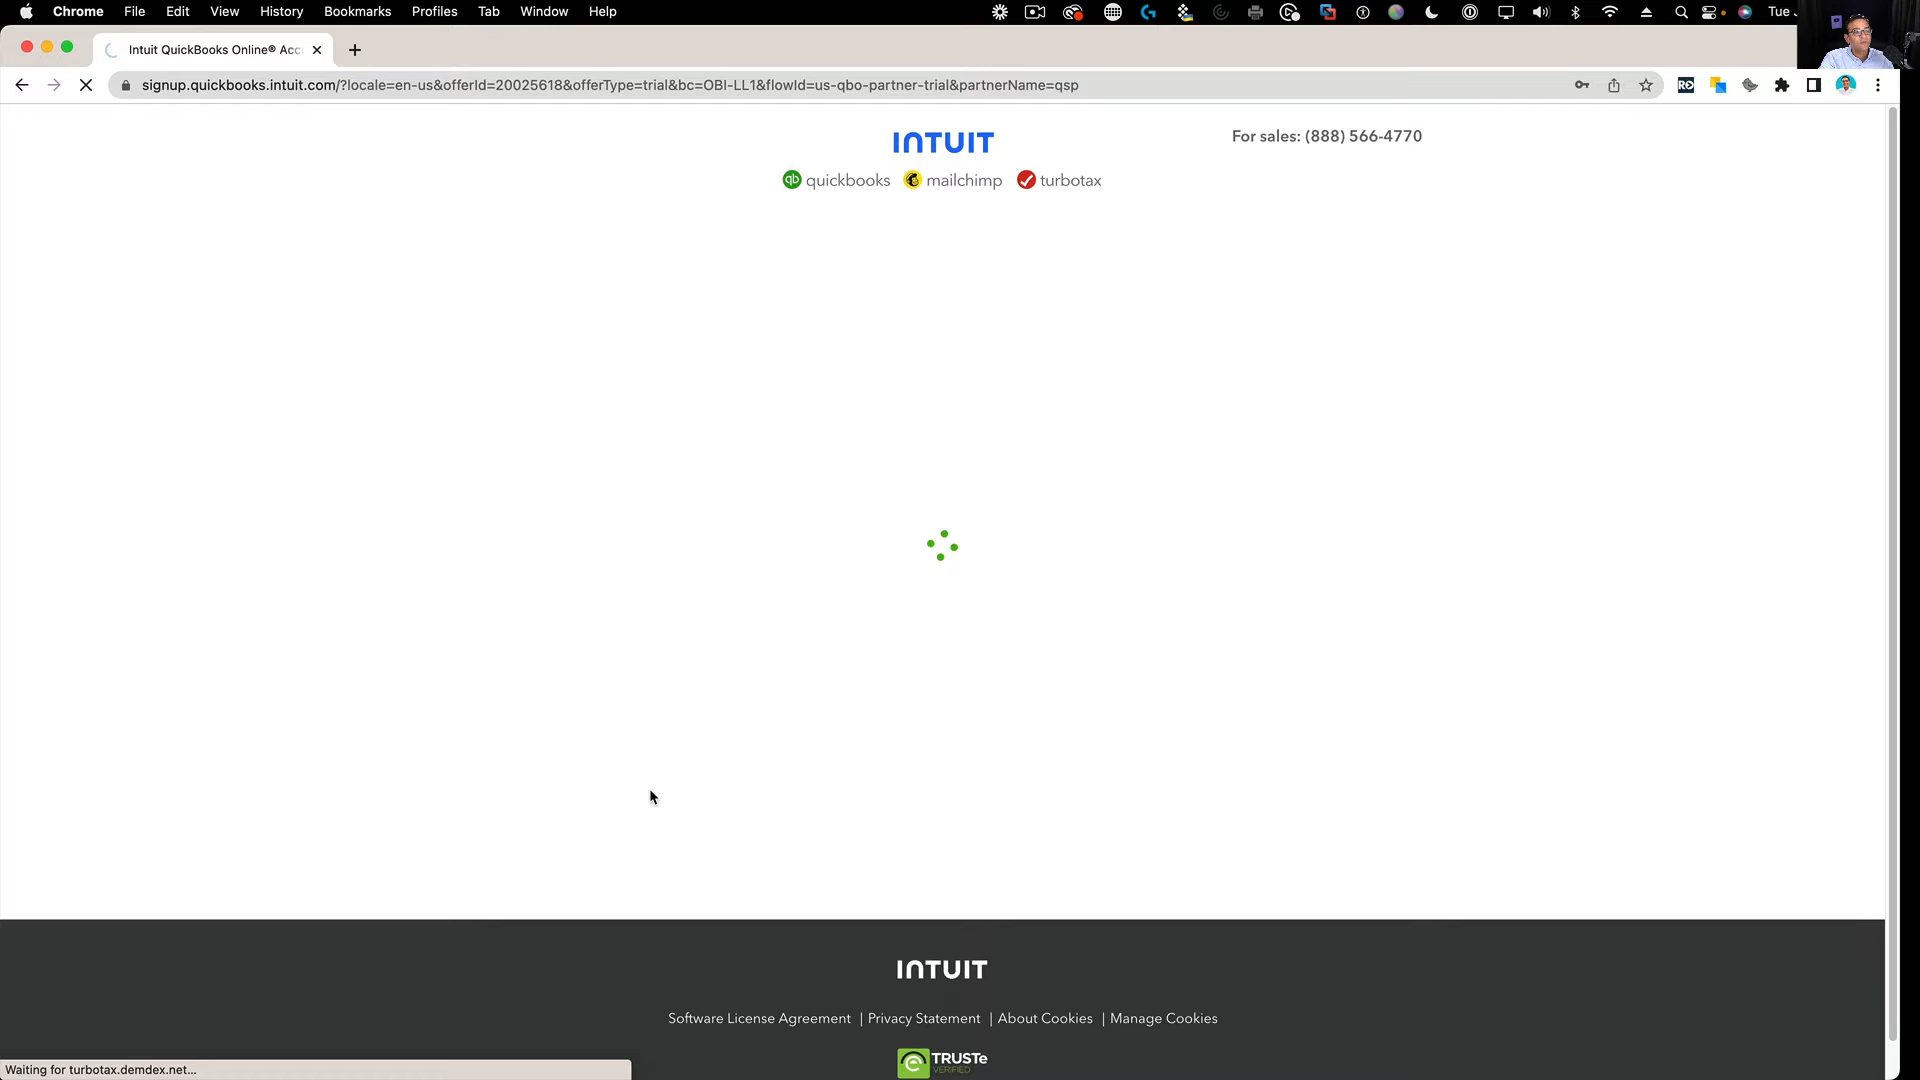 Chrome File Edit View History Bookmarks Profiles Tab Window Help Tue
Intuit QuickBooks Online® Acc
signup.quickbooks.intuit.com/?locale=en-us&offerId=20025618&offerType=trial&bc=OBI-LL1&flowId=us-qbo-partner-trial&partnerName=qsp
INTUIT
For sales: (888) 566-4770
qb quickbooks mailchimp turbotax
INTUIT
Software License Agreement | Privacy Statement | About Cookies | Manage Cookies
TRUSTe
VERIFIED
Waiting for turbotax.demdex.net...